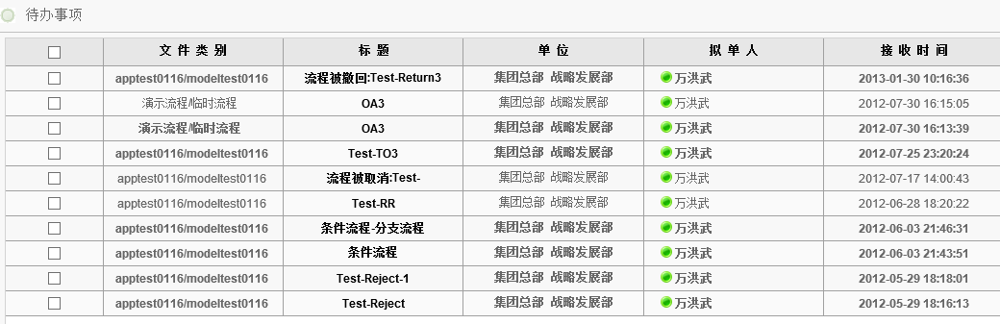 待办事项
文件类别 标题 单位 拟单人 接收时间
apptest0116/modeltest0116 流程被撤回:Test-Return3 集团总部 战略发展部 万洪武 2013-01-30 10:16:36
演示流程/临时流程 OA3 集团总部 战略发展部 万洪武 2012-07-30 16:15:05
演示流程/临时流程 OA3 集团总部 战略发展部 万洪武 2012-07-30 16:13:39
apptest0116/modeltest0116 Test-TO3 集团总部 战略发展部 万洪武 2012-07-25 23:20:24
apptest0116/modeltest0116 流程被取消:Test- 集团总部 战略发展部 万洪武 2012-07-17 14:00:43
apptest0116/modeltest0116 Test-RR 集团总部 战略发展部 万洪武 2012-06-28 18:20:22
apptest0116/modeltest0116 条件流程-分支流程 集团总部 战略发展部 万洪武 2012-06-03 21:46:31
apptest0116/modeltest0116 条件流程 集团总部 战略发展部 万洪武 2012-06-03 21:43:51
apptest0116/modeltest0116 Test-Reject-1 集团总部 战略发展部 万洪武 2012-05-29 18:18:01
apptest0116/modeltest0116 Test-Reject 集团总部 战略发展部 万洪武 2012-05-29 18:16:13